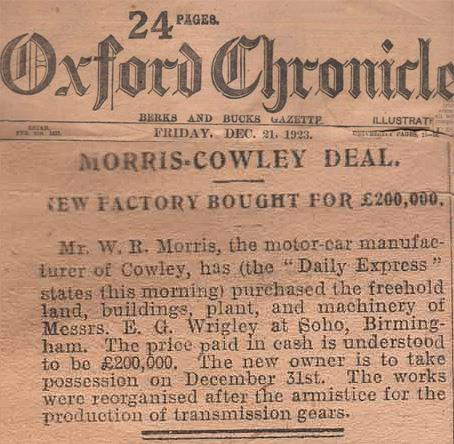 24 PAGES.
Oxford Chronicle
BERKS AND BUCKS GAZETTE
ILLUSTRAT
FRIDAY, DEC. 21, 1923.
MORRIS-COWLEY DEAL.
EW FACTORY BOUGHT FOR £200,000.
Mr. W. R. Morris, the motor-car manufac-
turer of Cowley, has (the "Daily Express"
states this morning) purchased the freehold
land, buildings, plant, and machinery of
Messrs. E. G. Wrigley at Soho, Birming-
ham. The price paid in cash is understood
to be £200,000. The new owner is to take
possession on December 31st. The works
were reorganised after the armistice for the
production of transmission gears.